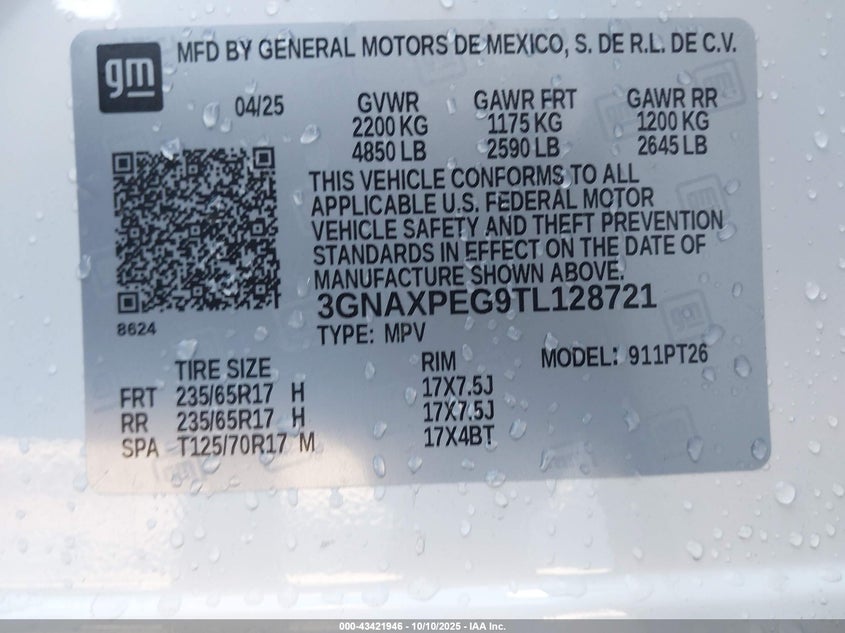 gm
MFD BY GENERAL MOTORS DE MEXICO, S. DE R.L. DE C.V.
04/25 GVWR GAWR FRT GAWR RR
2200 KG 1175 KG 1200 KG
4850 LB 2590 LB 2645 LB
THIS VEHICLE CONFORMS TO ALL
APPLICABLE U.S. FEDERAL MOTOR
VEHICLE SAFETY AND THEFT PREVENTION
STANDARDS IN EFFECT ON THE DATE OF
MANUFACTURE SHOWN ABOVE.
3GNAXPEG9TL128721
8624
TYPE: MPV
TIRE SIZE RIM MODEL: 911PT26
FRT 235/65R17 H 17X7.5J
RR 235/65R17 H 17X7.5J
SPA T125/70R17 M 17X4BT
000-43421946 - 10/10/2025 - IAA Inc.